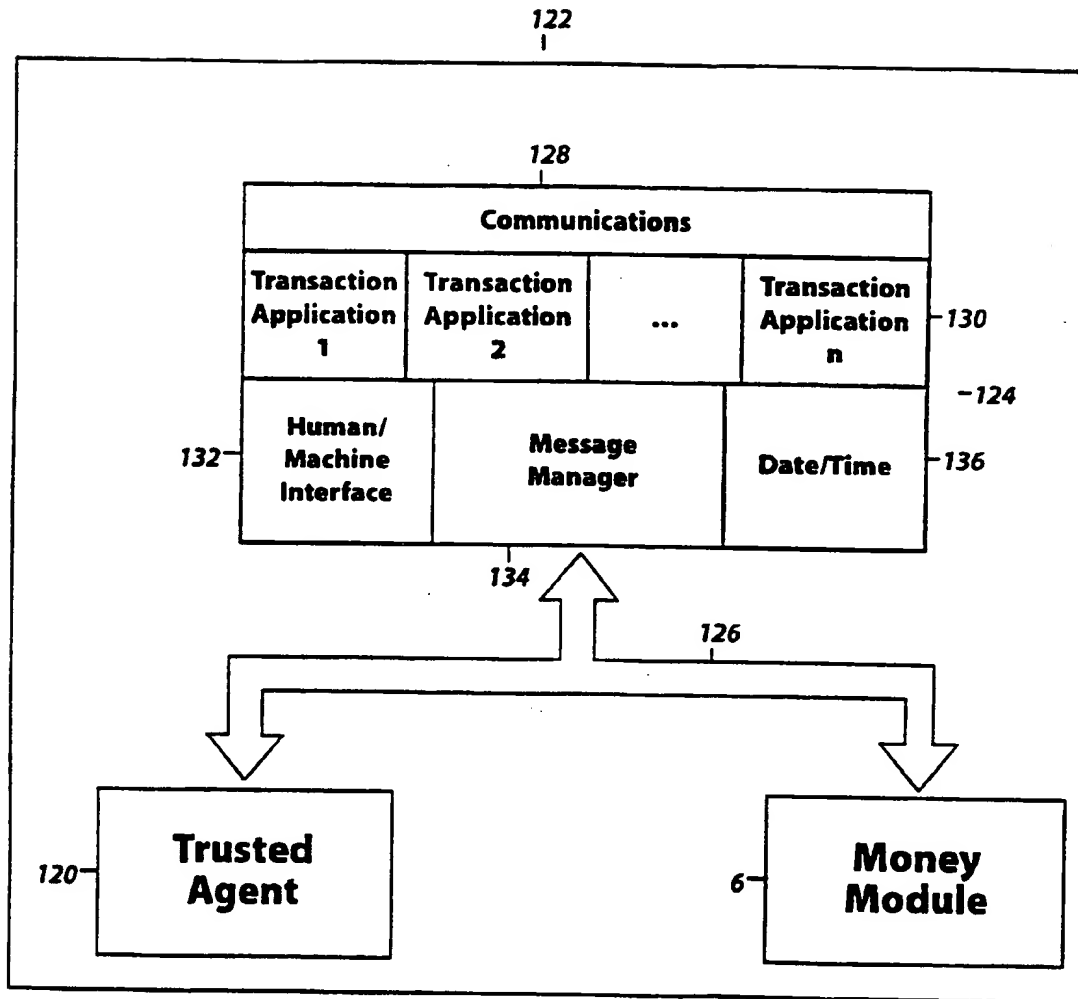 122
128
Communications
Transaction
Application
1
Transaction
Application
2
...
Transaction
Application
n
130
124
132
Human/
Machine
Interface
Message
Manager
Date/Time
136
134
126
120
Trusted
Agent
6
Money
Module